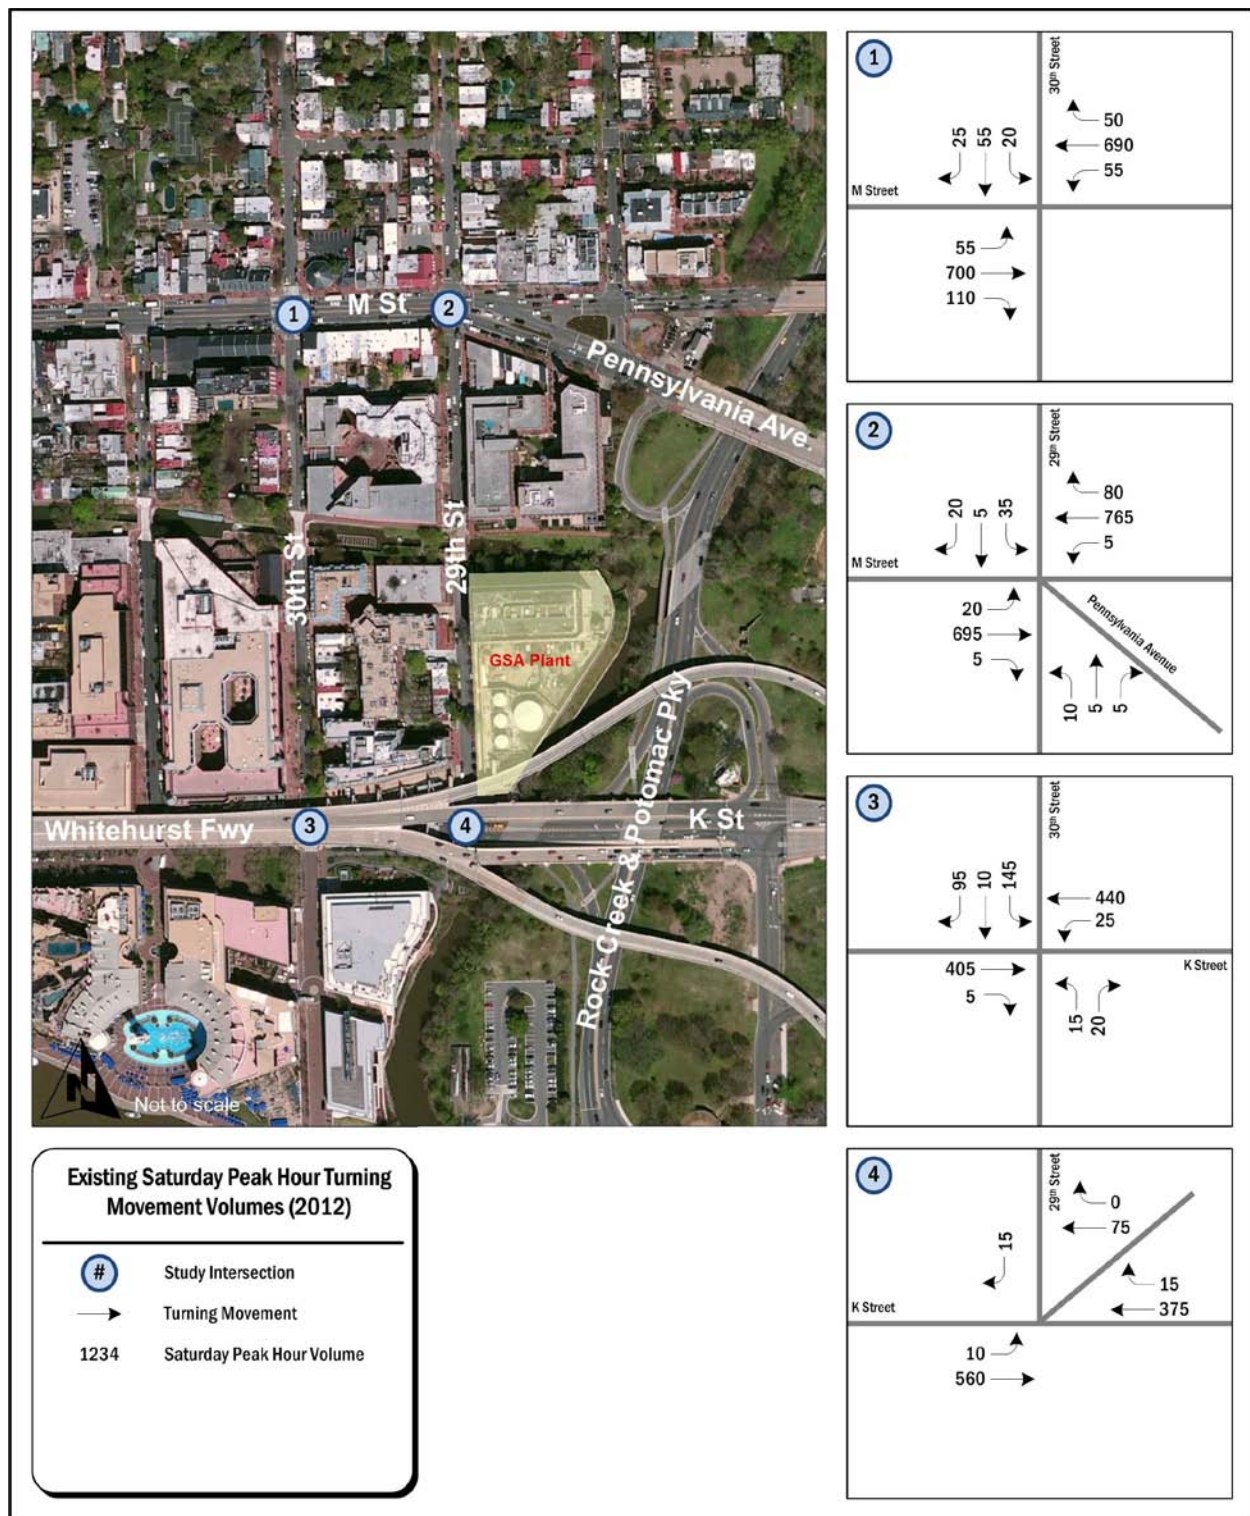 M St
1
2
Pennsylvania Ave.
30th St
29th St
GSA Plant
Rock Creek & Potomac Pky
Whitehurst Fwy
3
4
K St
N
Not to scale
1
30th Street
50
690
55
25 55 20
M Street
55
700
110
2
29th Street
80
765
5
20 5 35
M Street
20
695
5
Pennsylvania Avenue
10 5 5
3
30th Street
95 10 145
440
25
K Street
405
5
15 20
4
29th Street
0
75
15
15
375
K Street
10
560
Existing Saturday Peak Hour Turning
Movement Volumes (2012)
# Study Intersection
Turning Movement
1234 Saturday Peak Hour Volume